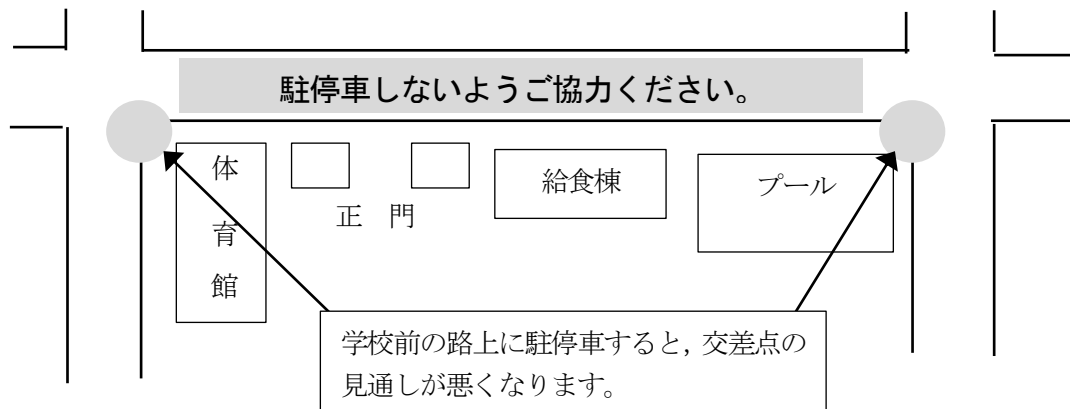 駐停車しないようご協力ください。
体育館
正　門
給食棟
プール
学校前の路上に駐停車すると，交差点の
見通しが悪くなります。